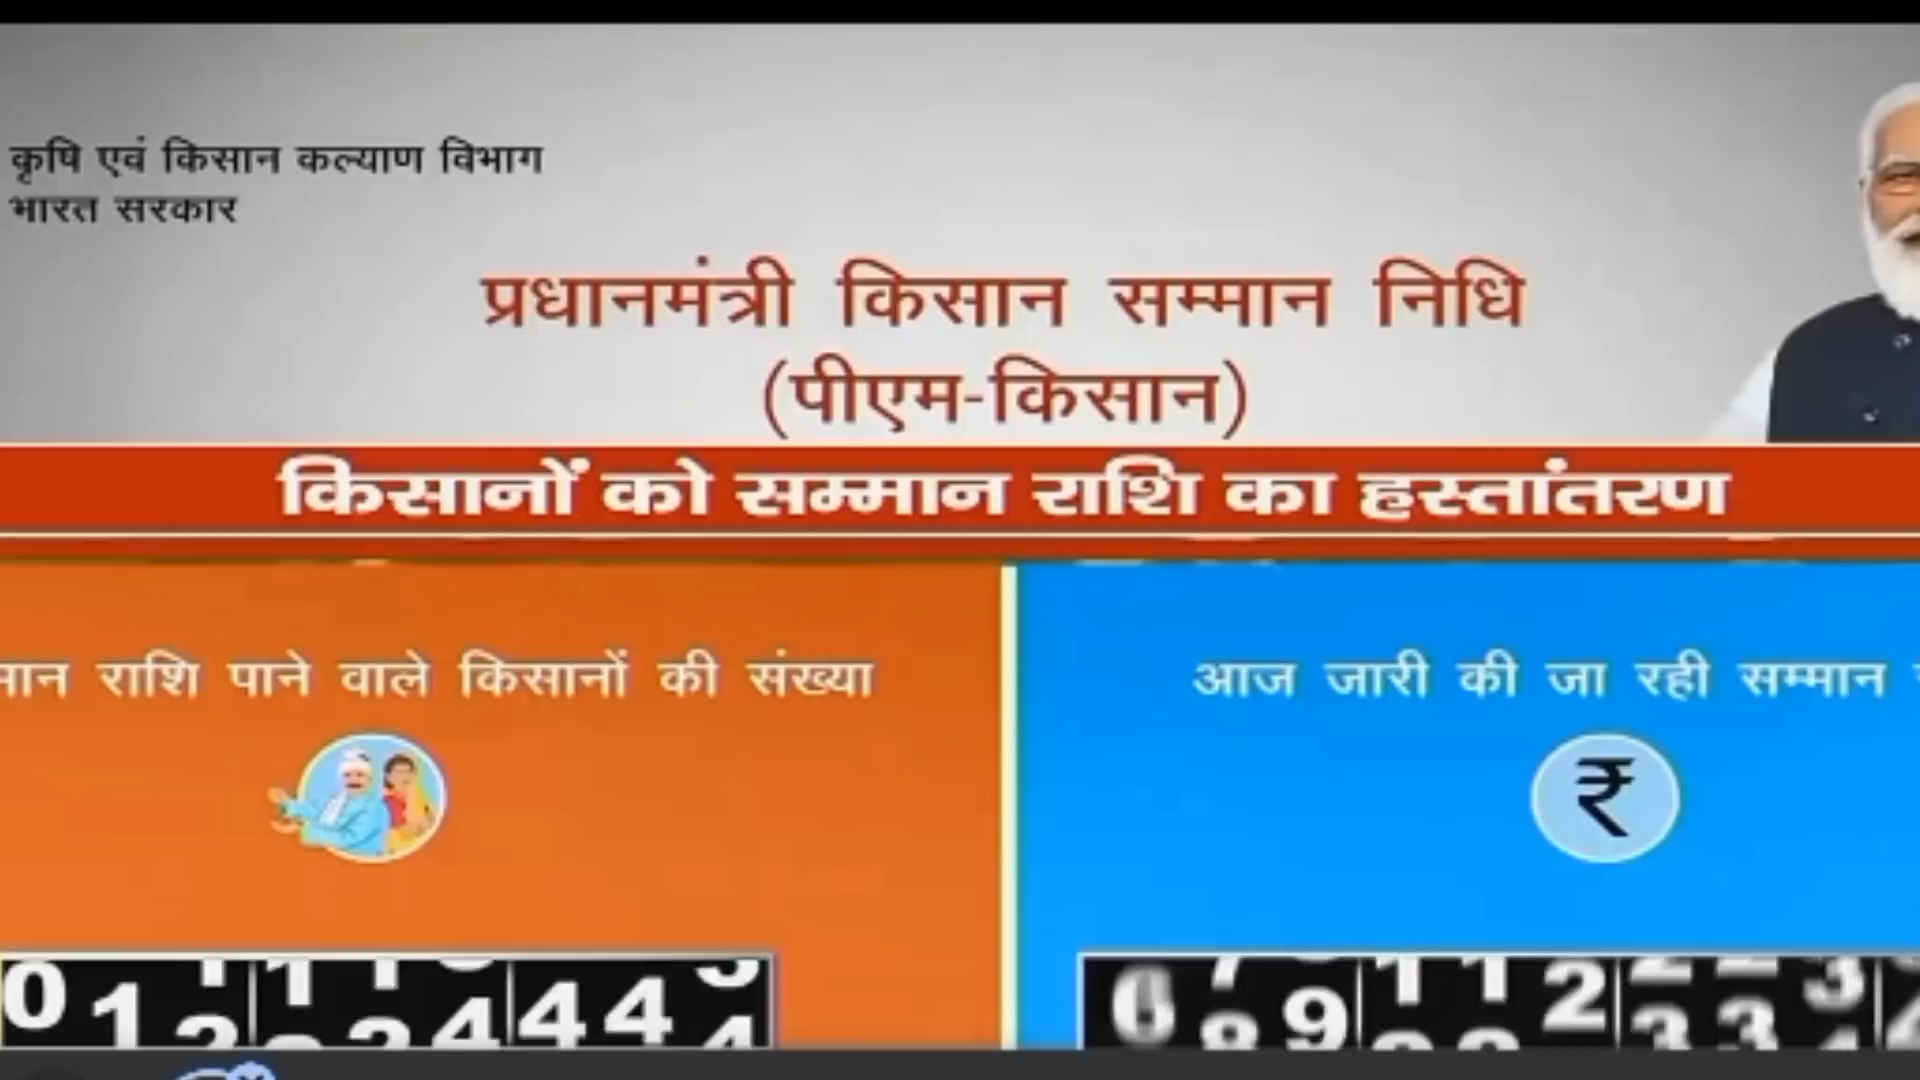 कृषि एवं किसान कल्याण विभाग
भारत सरकार
प्रधानमंत्री किसान सम्मान निधि
(पीएम-किसान)
किसानों को सम्मान राशि का हस्तांतरण
राशि पाने वाले किसानों की संख्या
आज जारी की जा रही सम्मान
₹